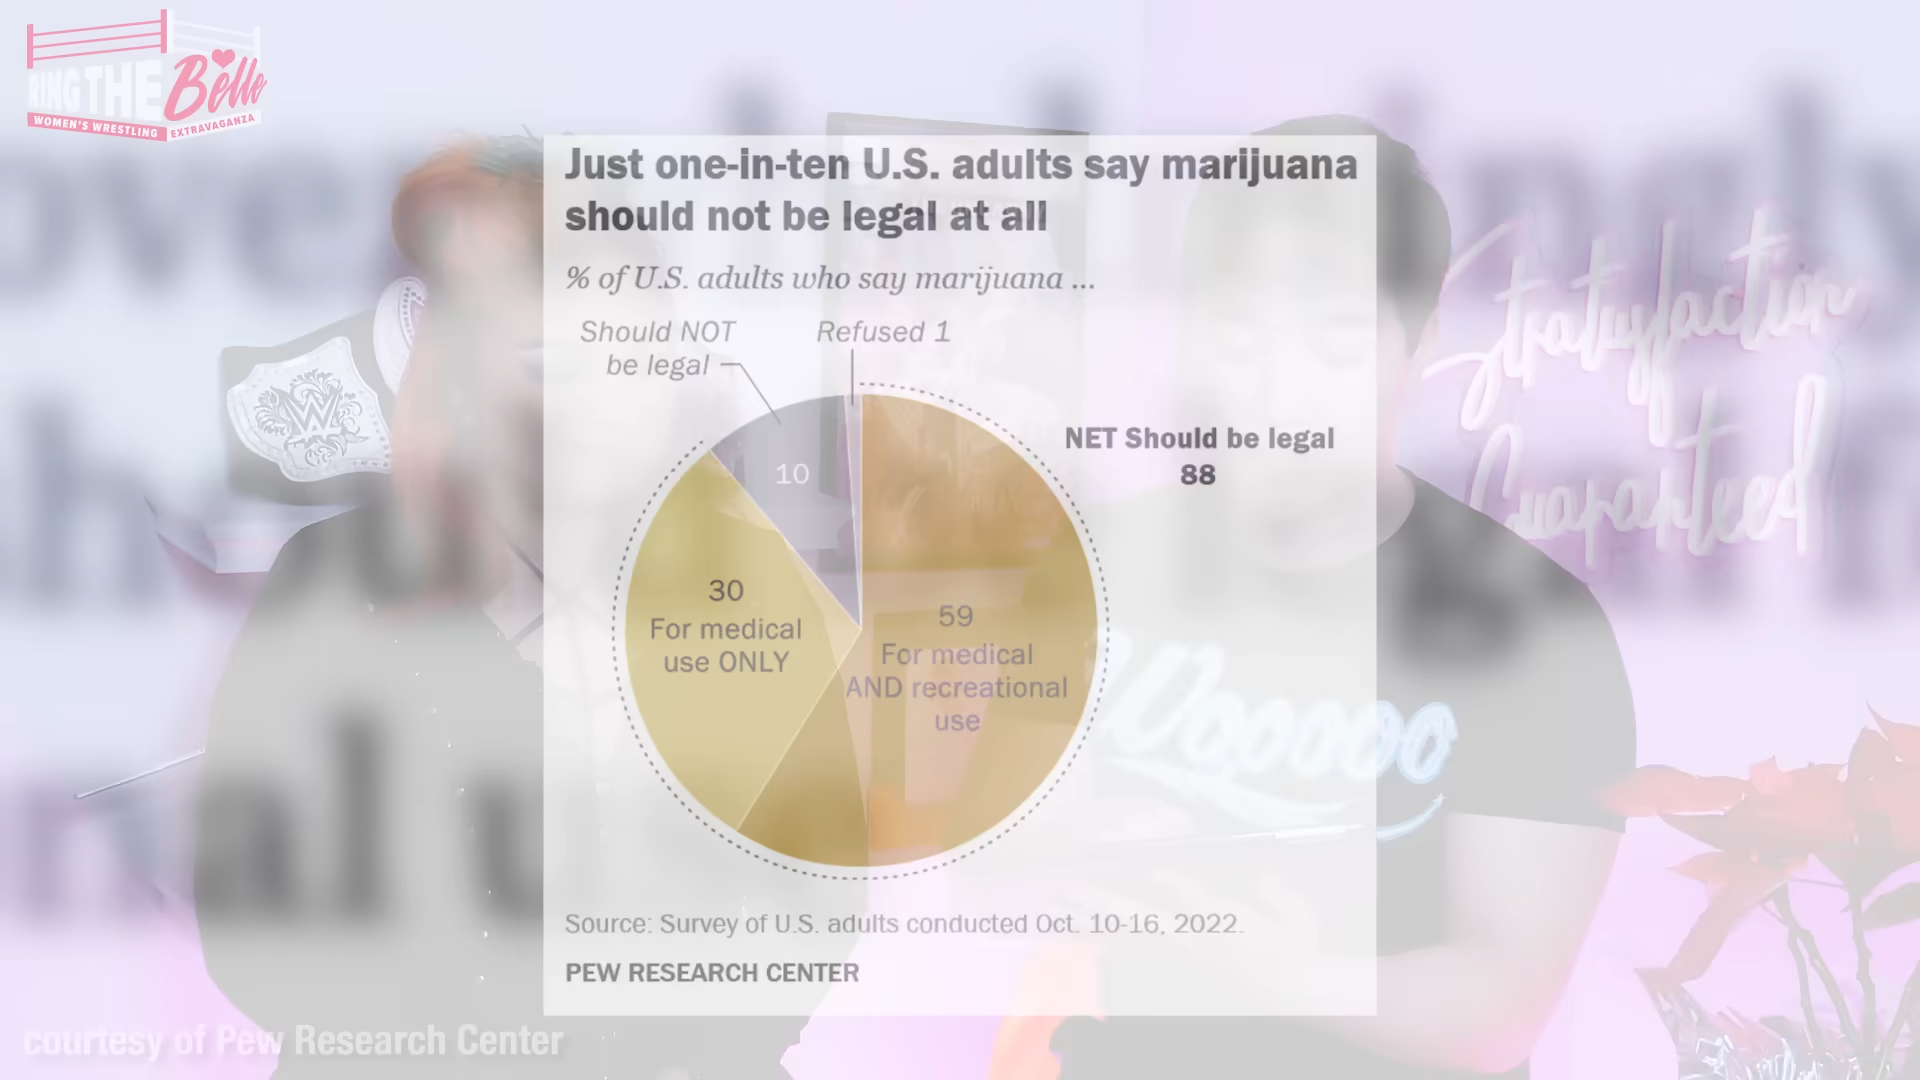 RING THE Belle
WOMEN'S WRESTLING EXTRAVAGANZA
Just one-in-ten U.S. adults say marijuana
should not be legal at all
% of U.S. adults who say marijuana ...
Should NOT
be legal
Refused 1
NET Should be legal
88
10
30
For medical
use ONLY
59
For medical
AND recreational
use
Source: Survey of U.S. adults conducted Oct. 10-16, 2022.
PEW RESEARCH CENTER
Stratusfaction
Guaranteed
W
Wooooo
courtesy of Pew Research Center